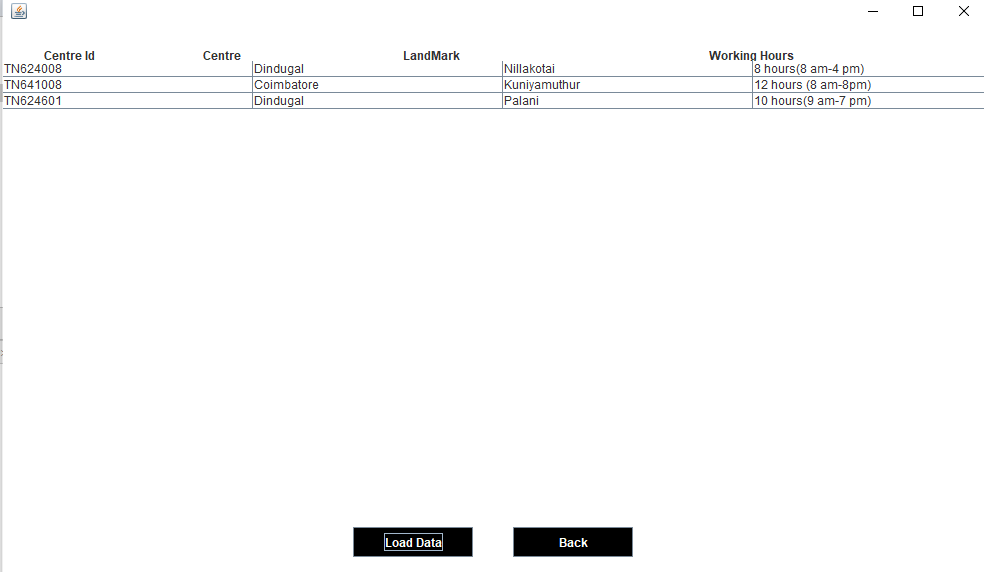 Centre Id Centre LandMark Working Hours
TN624008 Dindugal Nillakotai 8 hours(8 am-4 pm)
TN641008 Coimbatore Kuniyamuthur 12 hours (8 am-8pm)
TN624601 Dindugal Palani 10 hours(9 am-7 pm)
Load Data Back